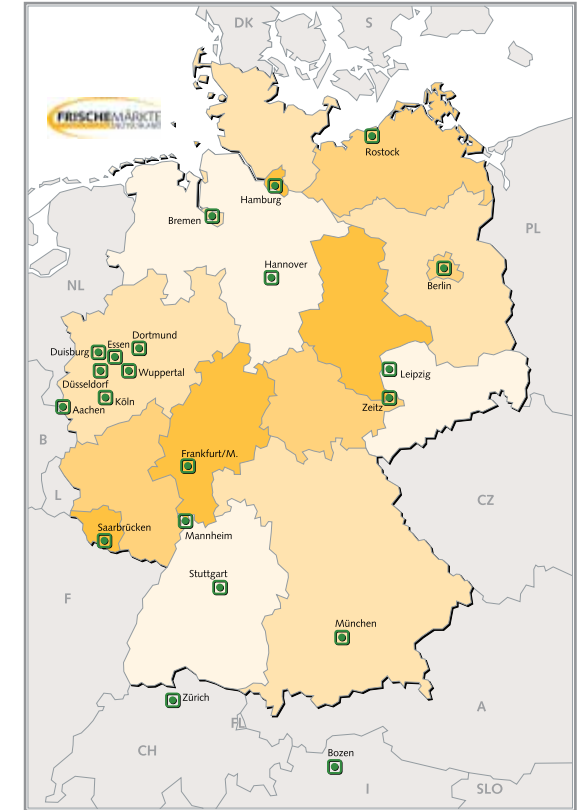 DK
S
FRISCHEMÄRKTE
DEUTSCHLAND
Rostock
Hamburg
Bremen
PL
Hannover
NL
Berlin
Dortmund
Essen
Duisburg
Wuppertal
Leipzig
Düsseldorf
Köln
Zeitz
Aachen
B
Frankfurt/M.
L
CZ
Saarbrücken
Mannheim
Stuttgart
F
München
Zürich
A
FL
CH
Bozen
I
SLO